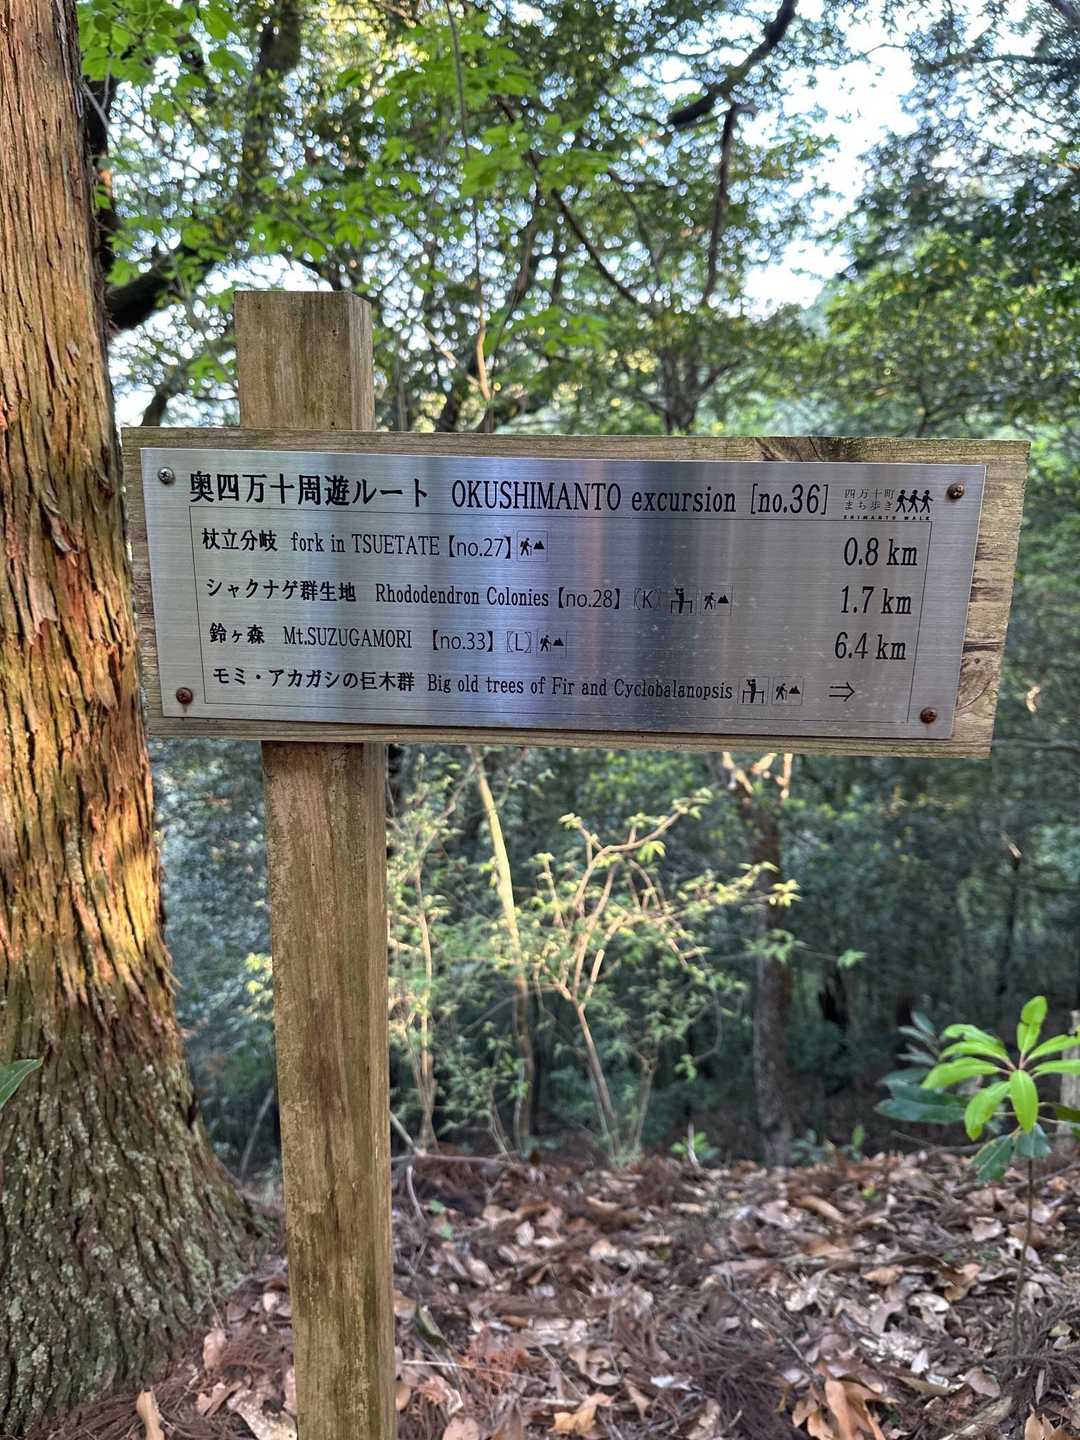 奥四万十周遊ルート OKUSHIMANTO excursion [no.36]
四万十町
まち歩き
SHIMANTO WALK
杖立分岐 fork in TSUETATE【no.27】 0.8 km
シャクナゲ群生地 Rhododendron Colonies【no.28】〖K〗 1.7 km
鈴ヶ森 Mt.SUZUGAMORI 【no.33】〖L〗 6.4 km
モミ・アカガシの巨木群 Big old trees of Fir and Cyclobalanopsis ⇒